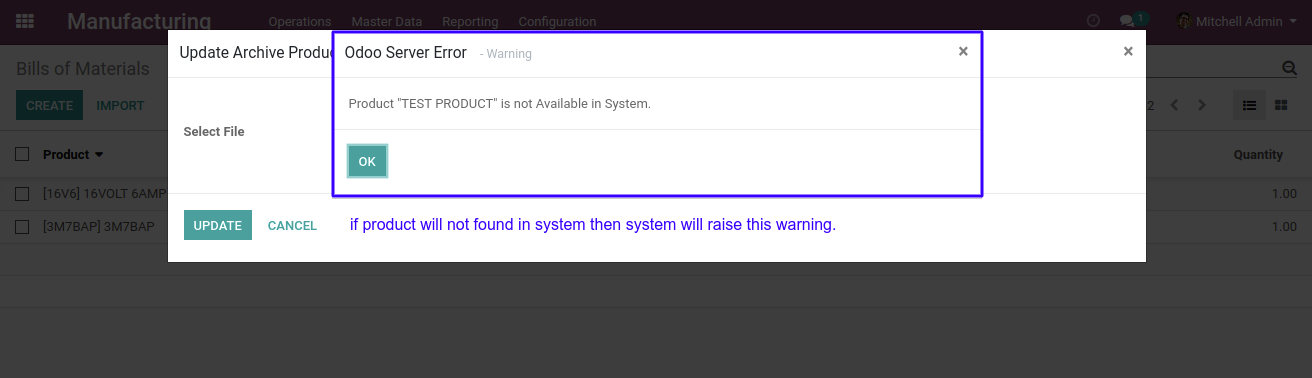 Manufacturing Operations Master Data Reporting Configuration 1 Mitchell Admin
Update Archive Produ Odoo Server Error - Warning × ×
Bills of Materials
Product "TEST PRODUCT" is not Available in System.
CREATE IMPORT 2
Select File
Product Quantity
OK
[16V6] 16VOLT 6AMP 1.00
UPDATE CANCEL if product will not found in system then system will raise this warning.
[3M7BAP] 3M7BAP 1.00